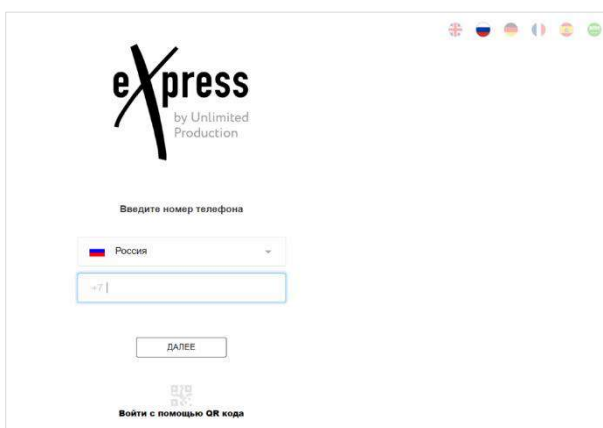 eXpress
by Unlimited
Production
Введите номер телефона
Россия
+7
ДАЛЕЕ
Войти с помощью QR кода